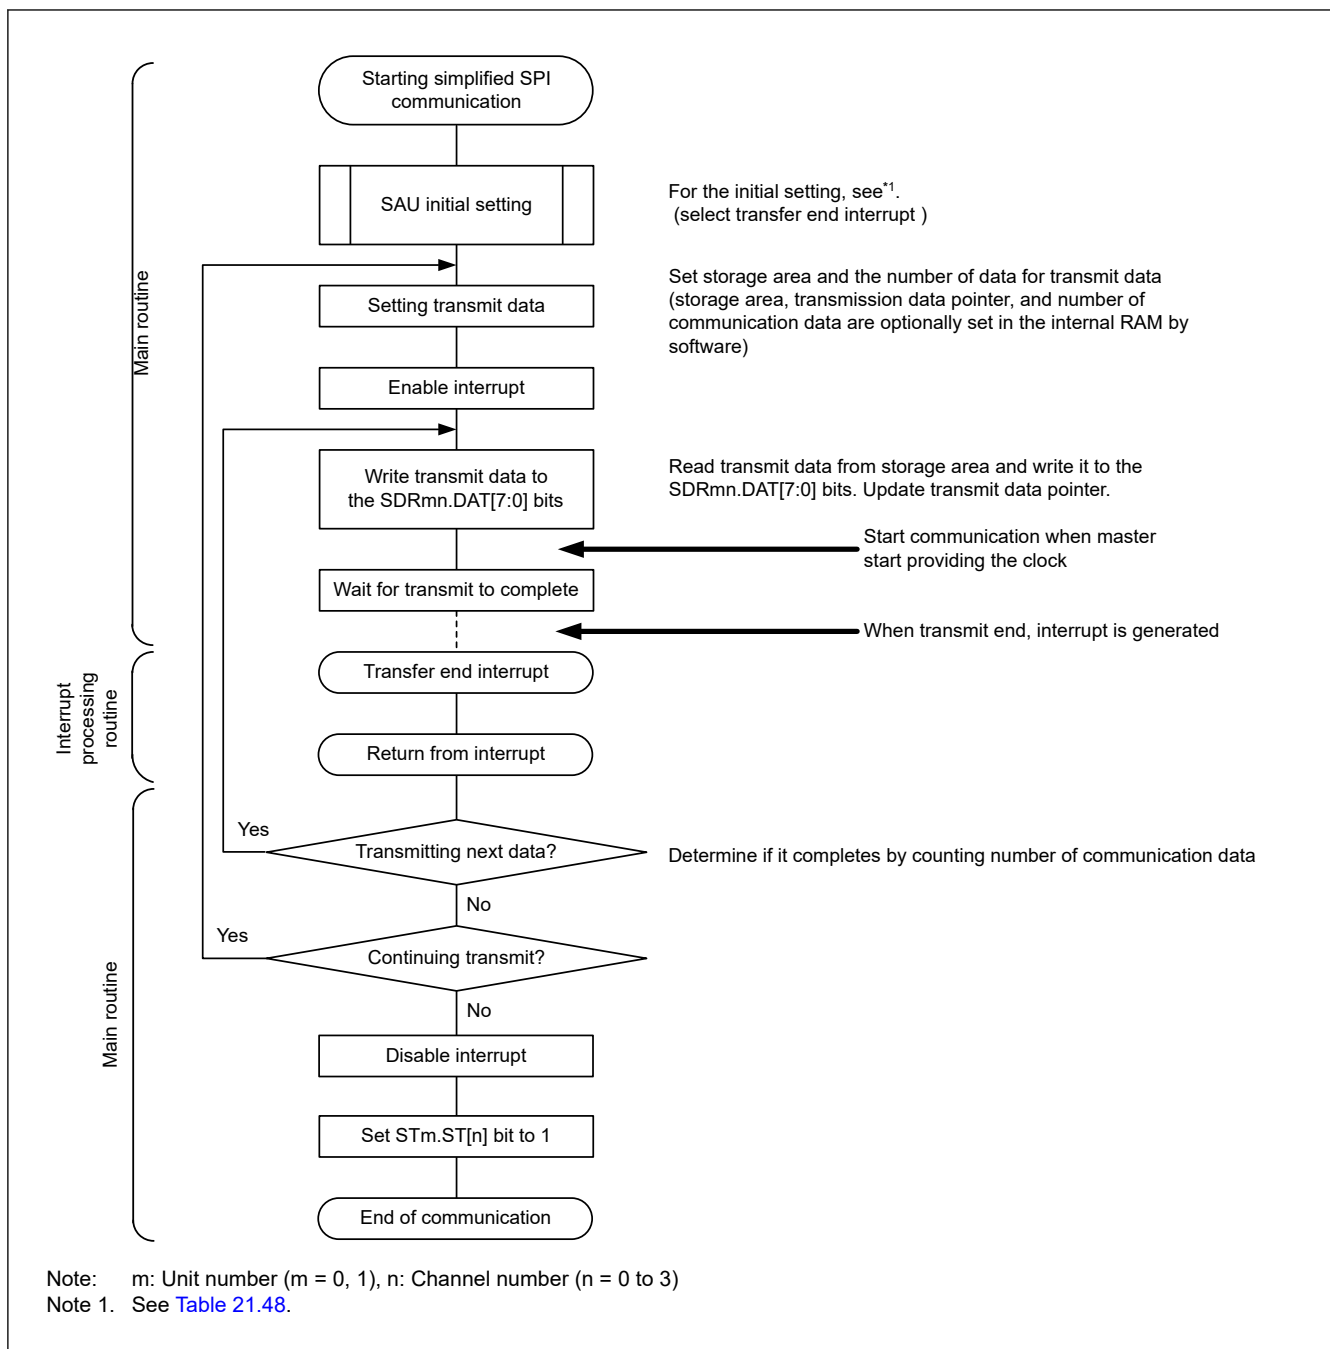 Starting simplified SPI
communication
SAU initial setting
For the initial setting, see*1.
(select transfer end interrupt )
Main routine
Setting transmit data
Set storage area and the number of data for transmit data
(storage area, transmission data pointer, and number of
communication data are optionally set in the internal RAM by
software)
Enable interrupt
Write transmit data to
the SDRmn.DAT[7:0] bits
Read transmit data from storage area and write it to the
SDRmn.DAT[7:0] bits. Update transmit data pointer.
Start communication when master
start providing the clock
Wait for transmit to complete
When transmit end, interrupt is generated
Interrupt
processing
routine
Transfer end interrupt
Return from interrupt
Main routine
Yes
Transmitting next data?
Determine if it completes by counting number of communication data
No
Yes
Continuing transmit?
No
Disable interrupt
Set STm.ST[n] bit to 1
End of communication
Note: m: Unit number (m = 0, 1), n: Channel number (n = 0 to 3)
Note 1. See Table 21.48.